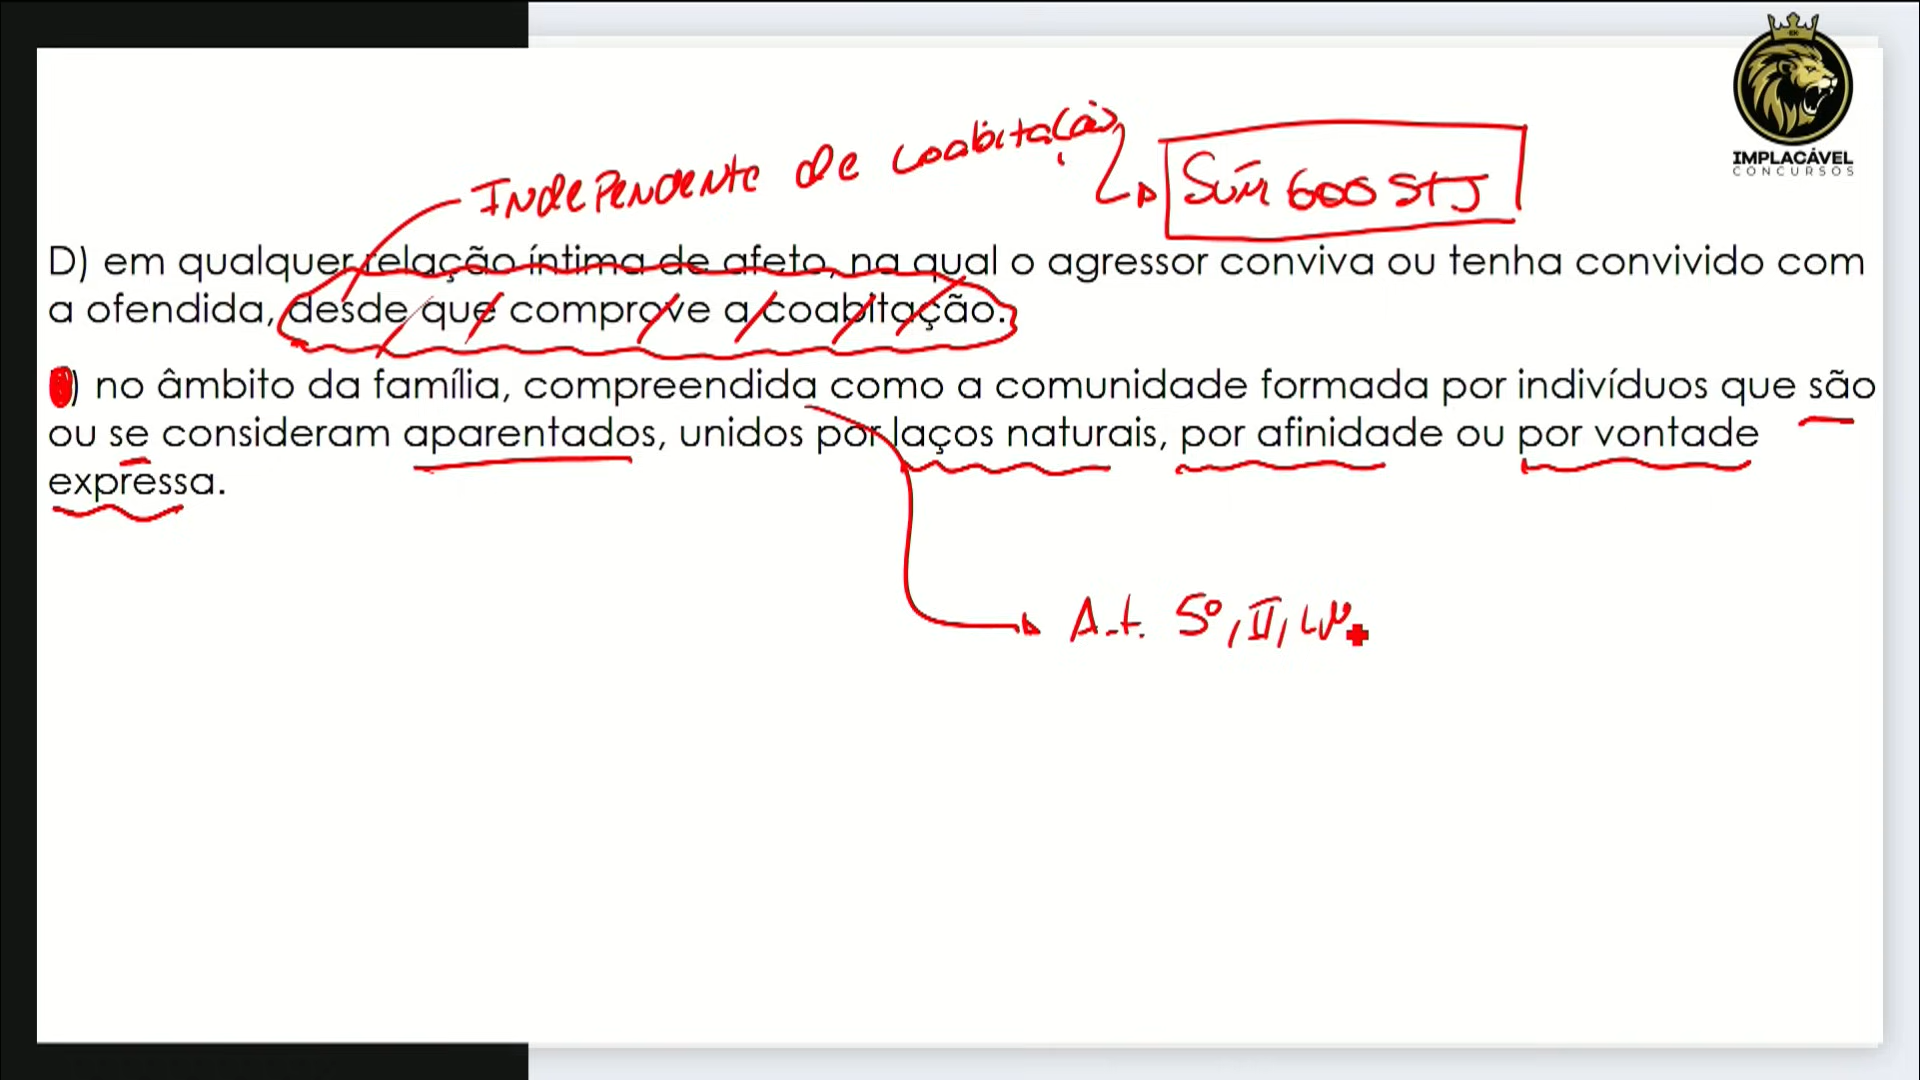 IMPLACÁVEL
CONCURSOS
Independente de coabitação
Súm 600 STJ
D) em qualquer relação íntima de afeto, na qual o agressor conviva ou tenha convivido com
a ofendida, desde que comprove a coabitação.
) no âmbito da família, compreendida como a comunidade formada por indivíduos que são
ou se consideram aparentados, unidos por laços naturais, por afinidade ou por vontade
expressa.
Art. 5º, II,